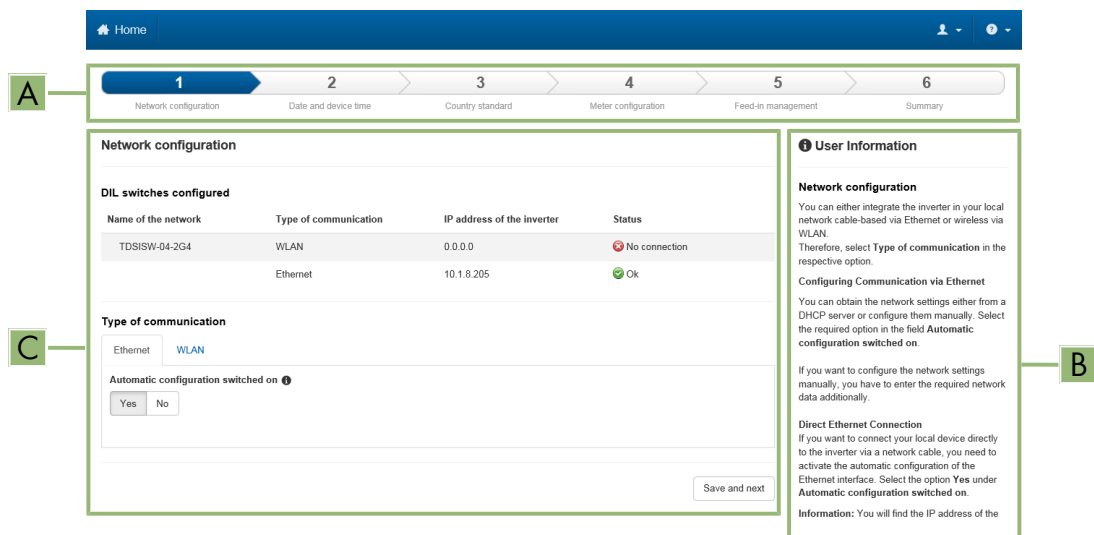 Home
A
1 2 3 4 5 6
Network configuration Date and device time Country standard Meter configuration Feed-in management Summary
Network configuration
DIL switches configured
Name of the network Type of communication IP address of the inverter Status
TDSISW-04-2G4 WLAN 0.0.0.0 No connection
Ethernet 10.1.8.205 Ok
C
Type of communication
Ethernet WLAN
Automatic configuration switched on
Yes No
Save and next
User Information
Network configuration
You can either integrate the inverter in your local
network cable-based via Ethernet or wireless via
WLAN.
Therefore, select Type of communication in the
respective option.
Configuring Communication via Ethernet
You can obtain the network settings either from a
DHCP server or configure them manually. Select
the required option in the field Automatic
configuration switched on.
B
If you want to configure the network settings
manually, you have to enter the required network
data additionally.
Direct Ethernet Connection
If you want to connect your local device directly
to the inverter via a network cable, you need to
activate the automatic configuration of the
Ethernet interface. Select the option Yes under
Automatic configuration switched on.
Information: You will find the IP address of the